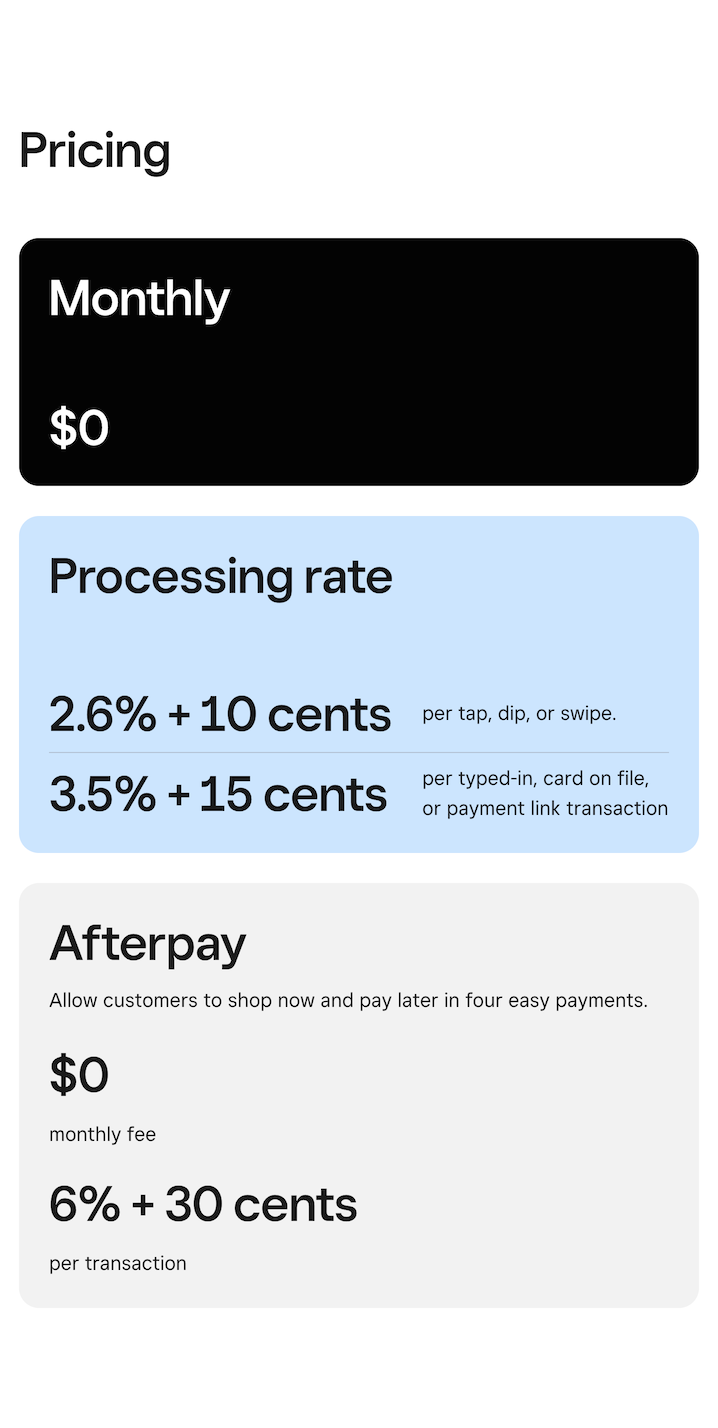 Pricing
Monthly
$0
Processing rate
2.6% + 10 cents
per tap, dip, or swipe.
3.5% + 15 cents
per typed-in, card on file,
or payment link transaction
Afterpay
Allow customers to shop now and pay later in four easy payments.
$0
monthly fee
6% + 30 cents
per transaction